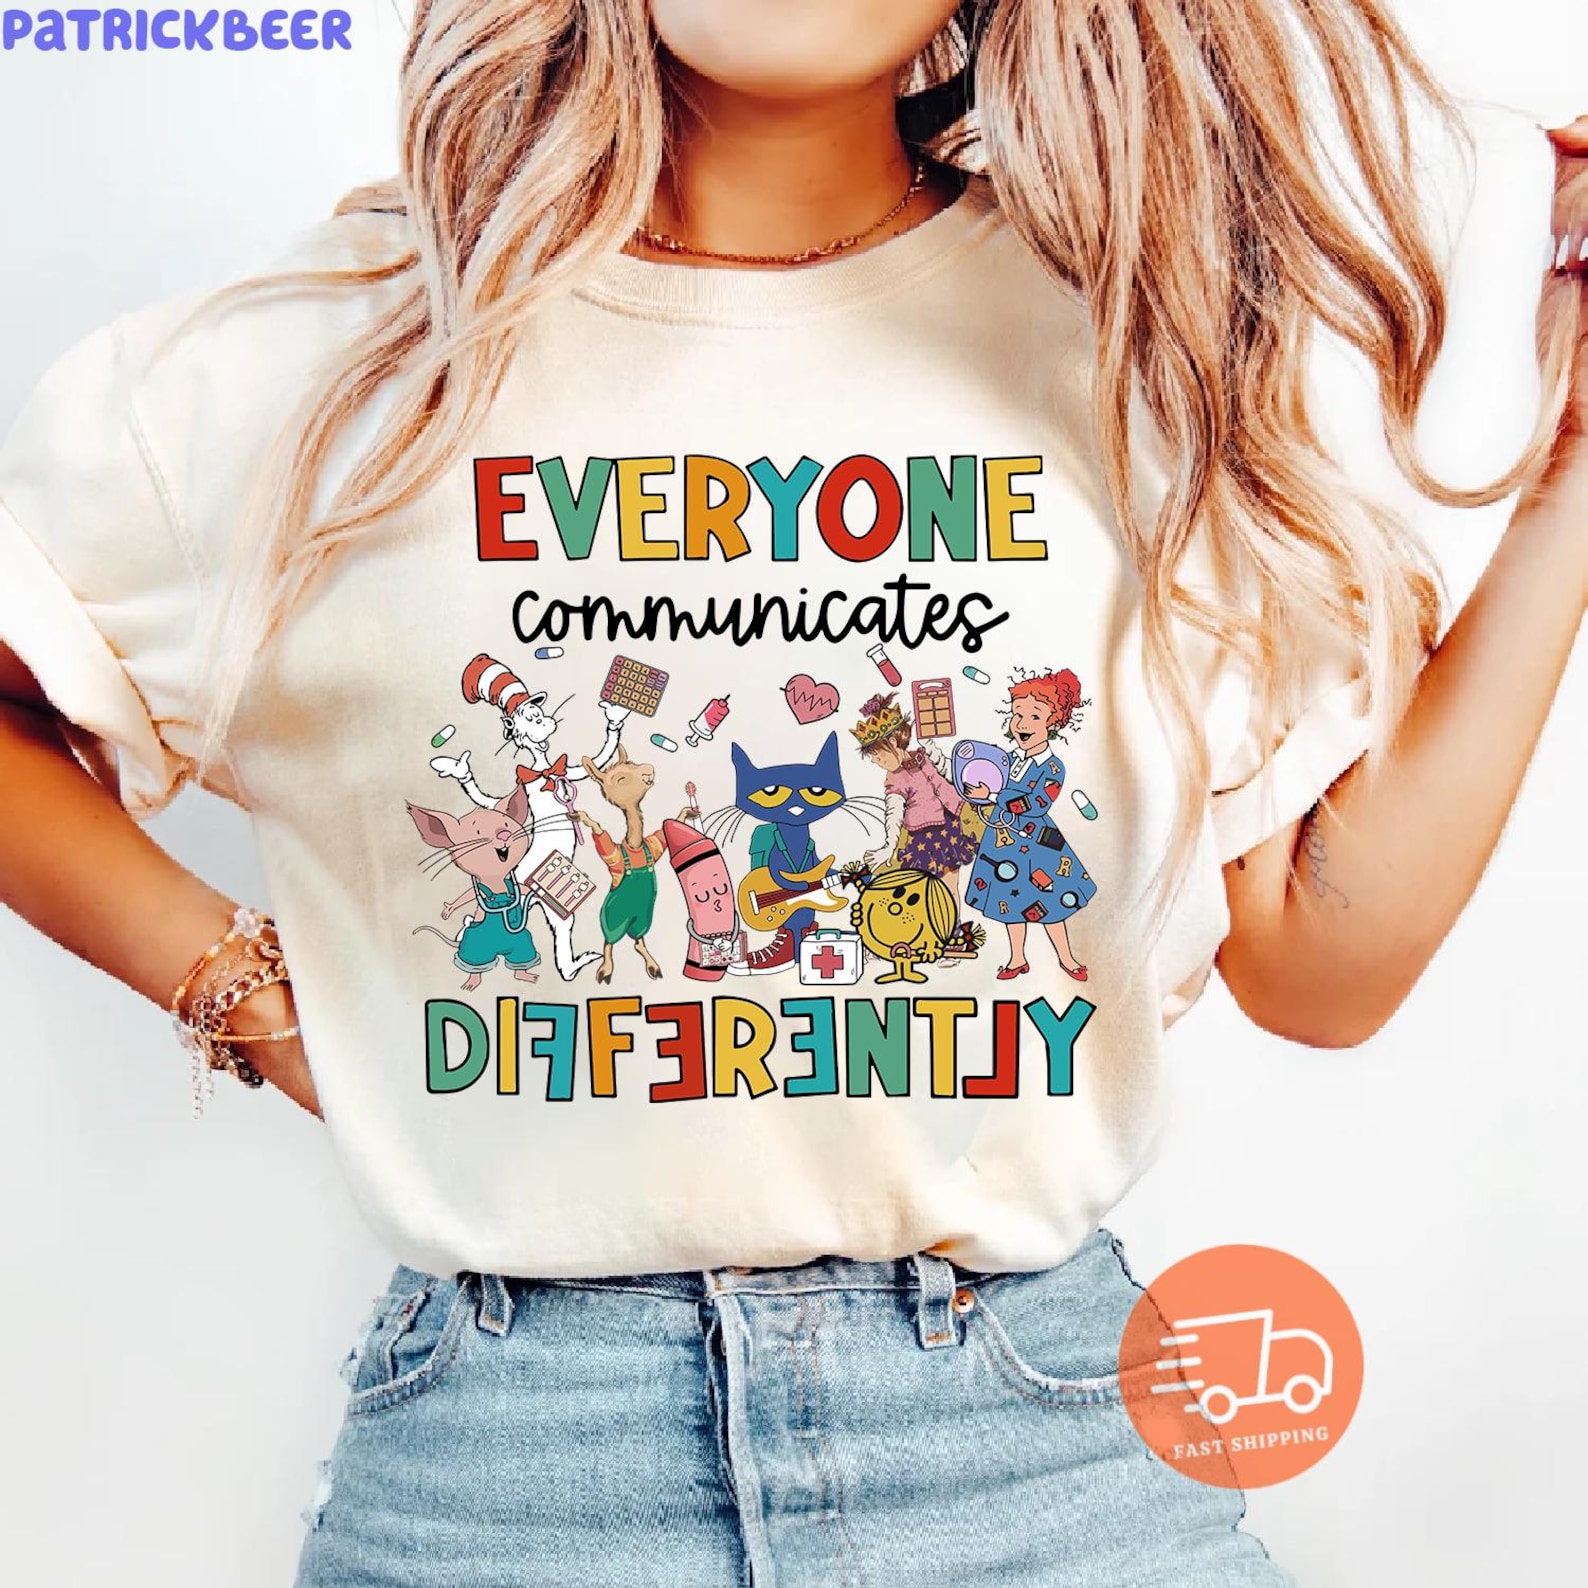 PATRICKBEER
EVERYONE
communicates
DIFFERENTLY
FAST SHIPPING